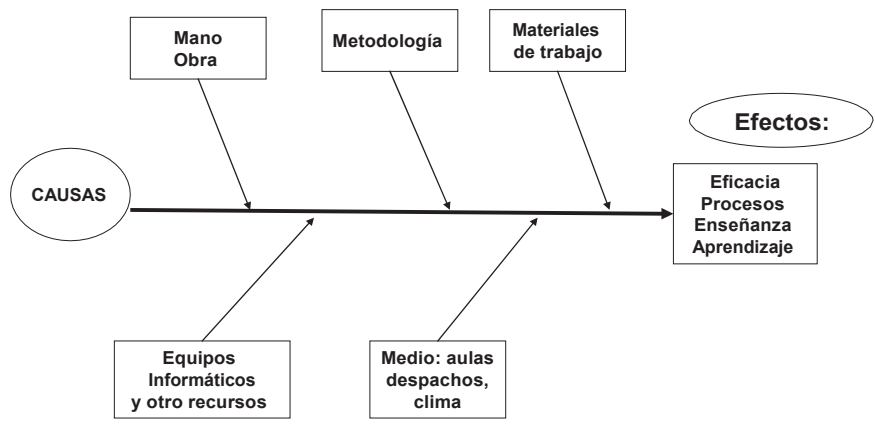 Mano
Obra
Metodología
Materiales
de trabajo
Efectos:
CAUSAS
Eficacia
Procesos
Enseñanza
Aprendizaje
Equipos
Informáticos
y otro recursos
Medio: aulas
despachos,
clima